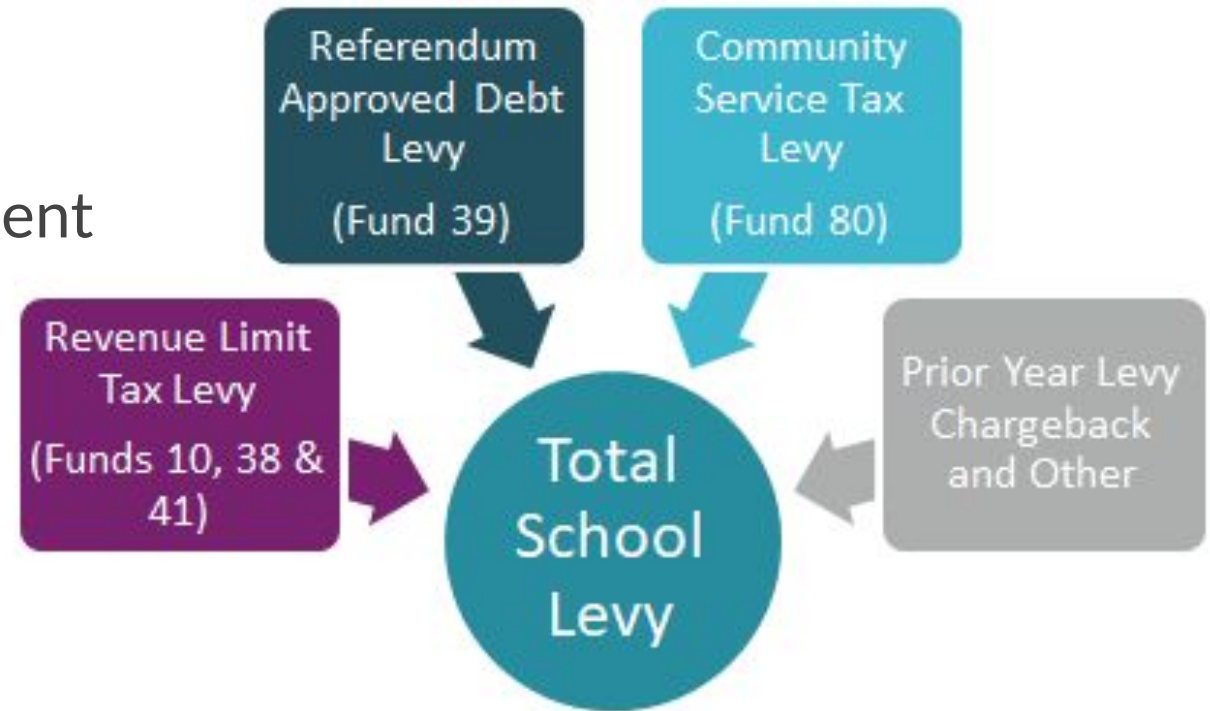 Referendum
Approved Debt
Levy
(Fund 39)
Community
Service Tax
Levy
(Fund 80)
ent
Revenue Limit
Tax Levy
(Funds 10, 38 &
41)
Prior Year Levy
Chargeback
and Other
Total
School
Levy